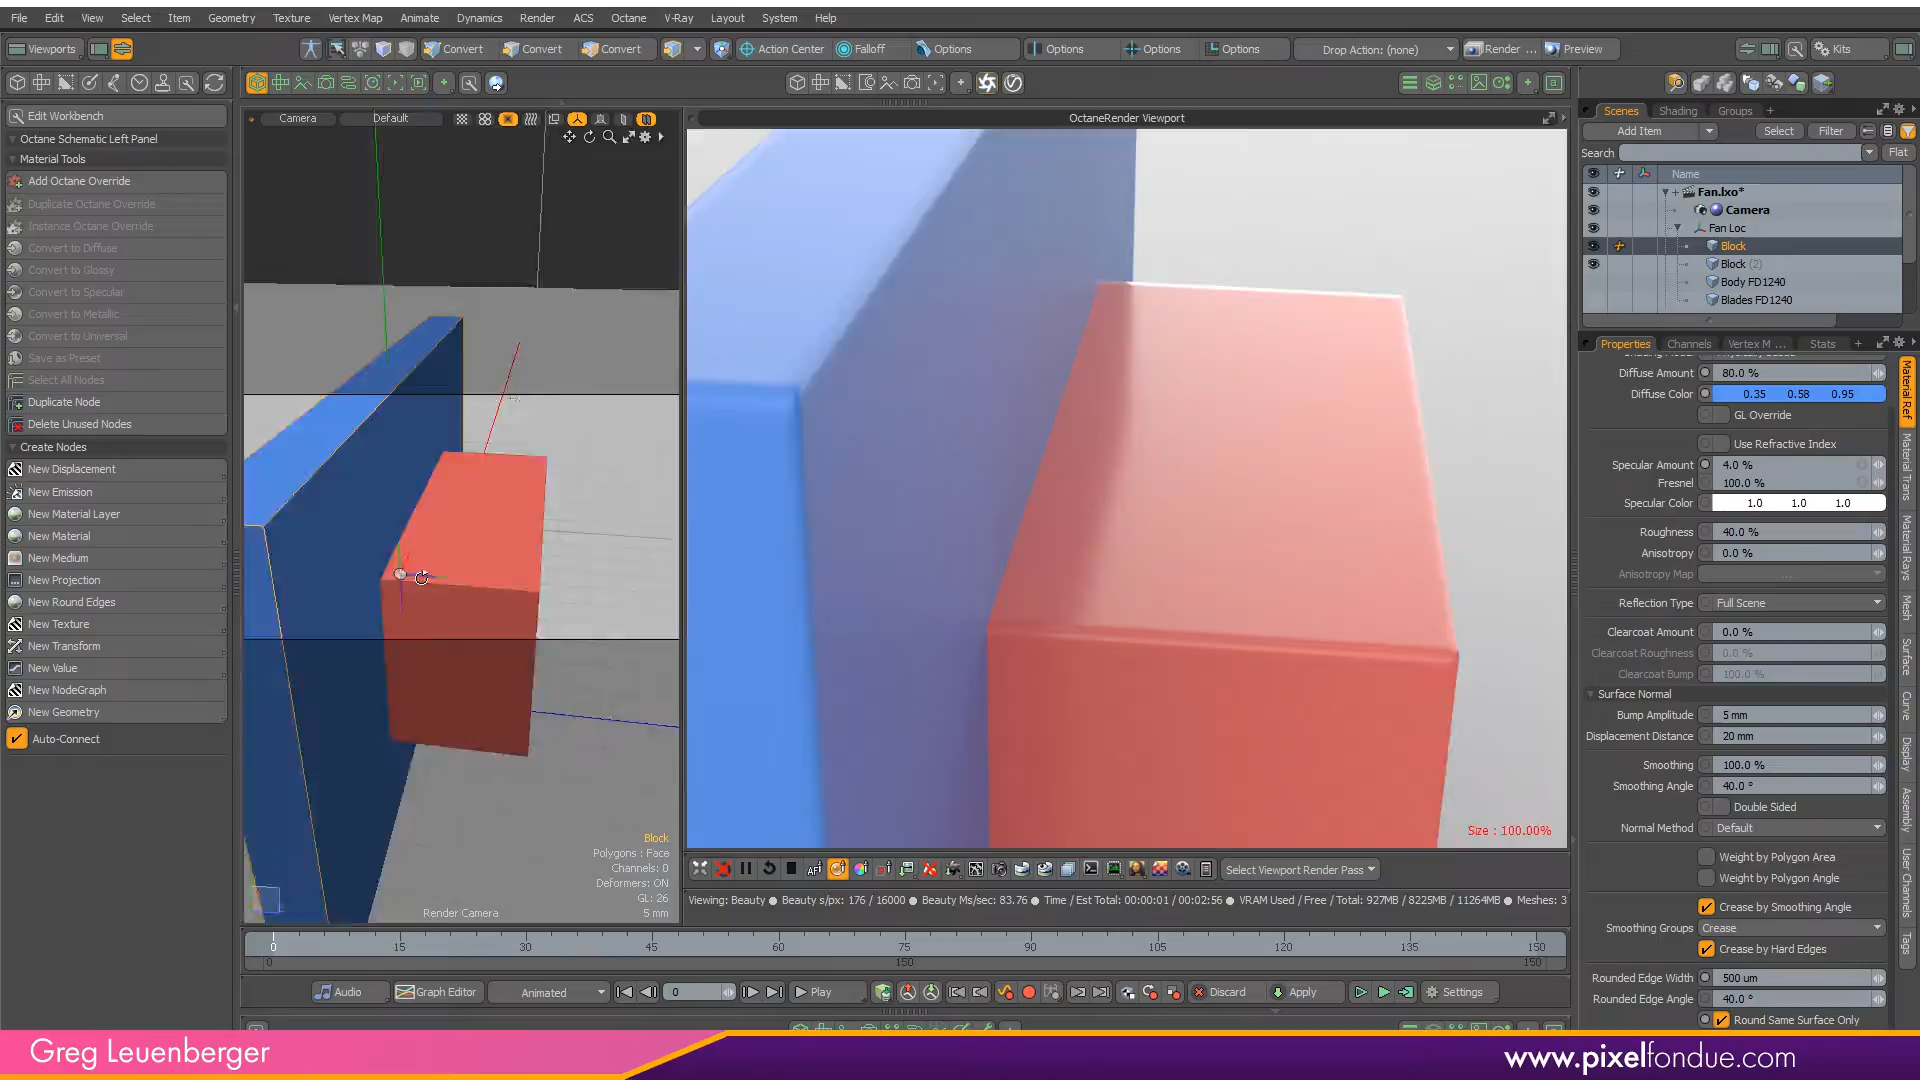 File Edit View Select Item Geometry Texture Vertex Map Animate Dynamics Render ACS Octane V-Ray Layout System Help
Viewports Convert Convert Convert Action Center Falloff Options Options Options Options Drop Action: (none) Render ... Preview Kits
Edit Workbench
Octane Schematic Left Panel
Material Tools
Add Octane Override
Duplicate Octane Override
Instance Octane Override
Convert to Diffuse
Convert to Glossy
Convert to Specular
Convert to Metallic
Convert to Universal
Save as Preset
Select All Nodes
Duplicate Node
Delete Unused Nodes
Create Nodes
New Displacement
New Emission
New Material Layer
New Material
New Medium
New Projection
New Round Edges
New Texture
New Transform
New Value
New NodeGraph
New Geometry
Auto-Connect
Camera Default
Block
Polygons : Face
Channels: 0
Deformers: ON
GL: 26
Render Camera 5 mm
OctaneRender Viewport
Size : 100.00%
Select Viewport Render Pass
Viewing: Beauty Beauty s/px: 176 / 16000 Beauty Ms/sec: 83.76 Time / Est Total: 00:00:01 / 00:02:56 VRAM Used / Free / Total: 927MB / 8225MB / 11264MB Meshes: 3
0 15 30 45 60 75 90 105 120 135 150
0 150 150
Audio Graph Editor Animated 0 Play Discard Apply Settings
Scenes Shading Groups +
Add Item Select Filter
Search Flat
Name
Fan.lxo*
Camera
Fan Loc
Block
Block (2)
Body FD1240
Blades FD1240
Properties Channels Vertex M ... Stats +
Diffuse Amount 80.0 %
Diffuse Color 0.35 0.58 0.95
GL Override
Use Refractive Index
Specular Amount 4.0 %
Fresnel 100.0 %
Specular Color 1.0 1.0 1.0
Roughness 40.0 %
Anisotropy 0.0 %
Anisotropy Map
Reflection Type Full Scene
Clearcoat Amount 0.0 %
Clearcoat Roughness 0.0 %
Clearcoat Bump 100.0 %
Surface Normal
Bump Amplitude 5 mm
Displacement Distance 20 mm
Smoothing 100.0 %
Smoothing Angle 40.0 °
Double Sided
Normal Method Default
Weight by Polygon Area
Weight by Polygon Angle
Crease by Smoothing Angle
Smoothing Groups Crease
Crease by Hard Edges
Rounded Edge Width 500 um
Rounded Edge Angle 40.0 °
Round Same Surface Only
Material Ref
Material Trans
Material Rays
Mesh
Surface
Curve
Display
Assembly
User Channels
Tags
Greg Leuenberger
www.pixelfondue.com